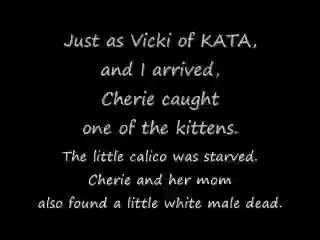 Just as Vicki of KATA,
and I arrived,
Cherie caught
one of the kittens.
The little calico was starved.
Cherie and her mom
also found a little white male dead.